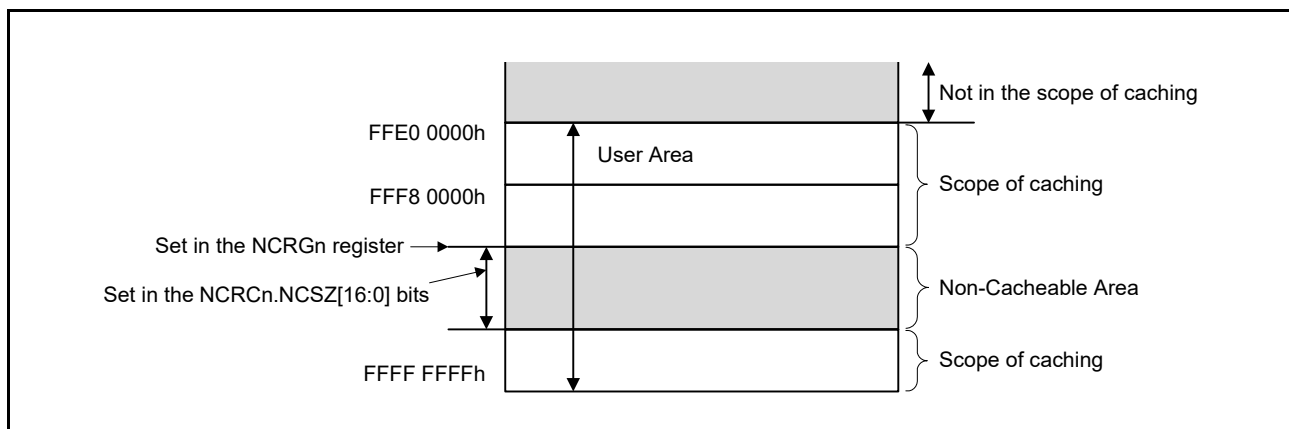 Not in the scope of caching
FFE0 0000h
User Area
Scope of caching
FFF8 0000h
Set in the NCRGn register
Set in the NCRCn.NCSZ[16:0] bits
Non-Cacheable Area
Scope of caching
FFFF FFFFh